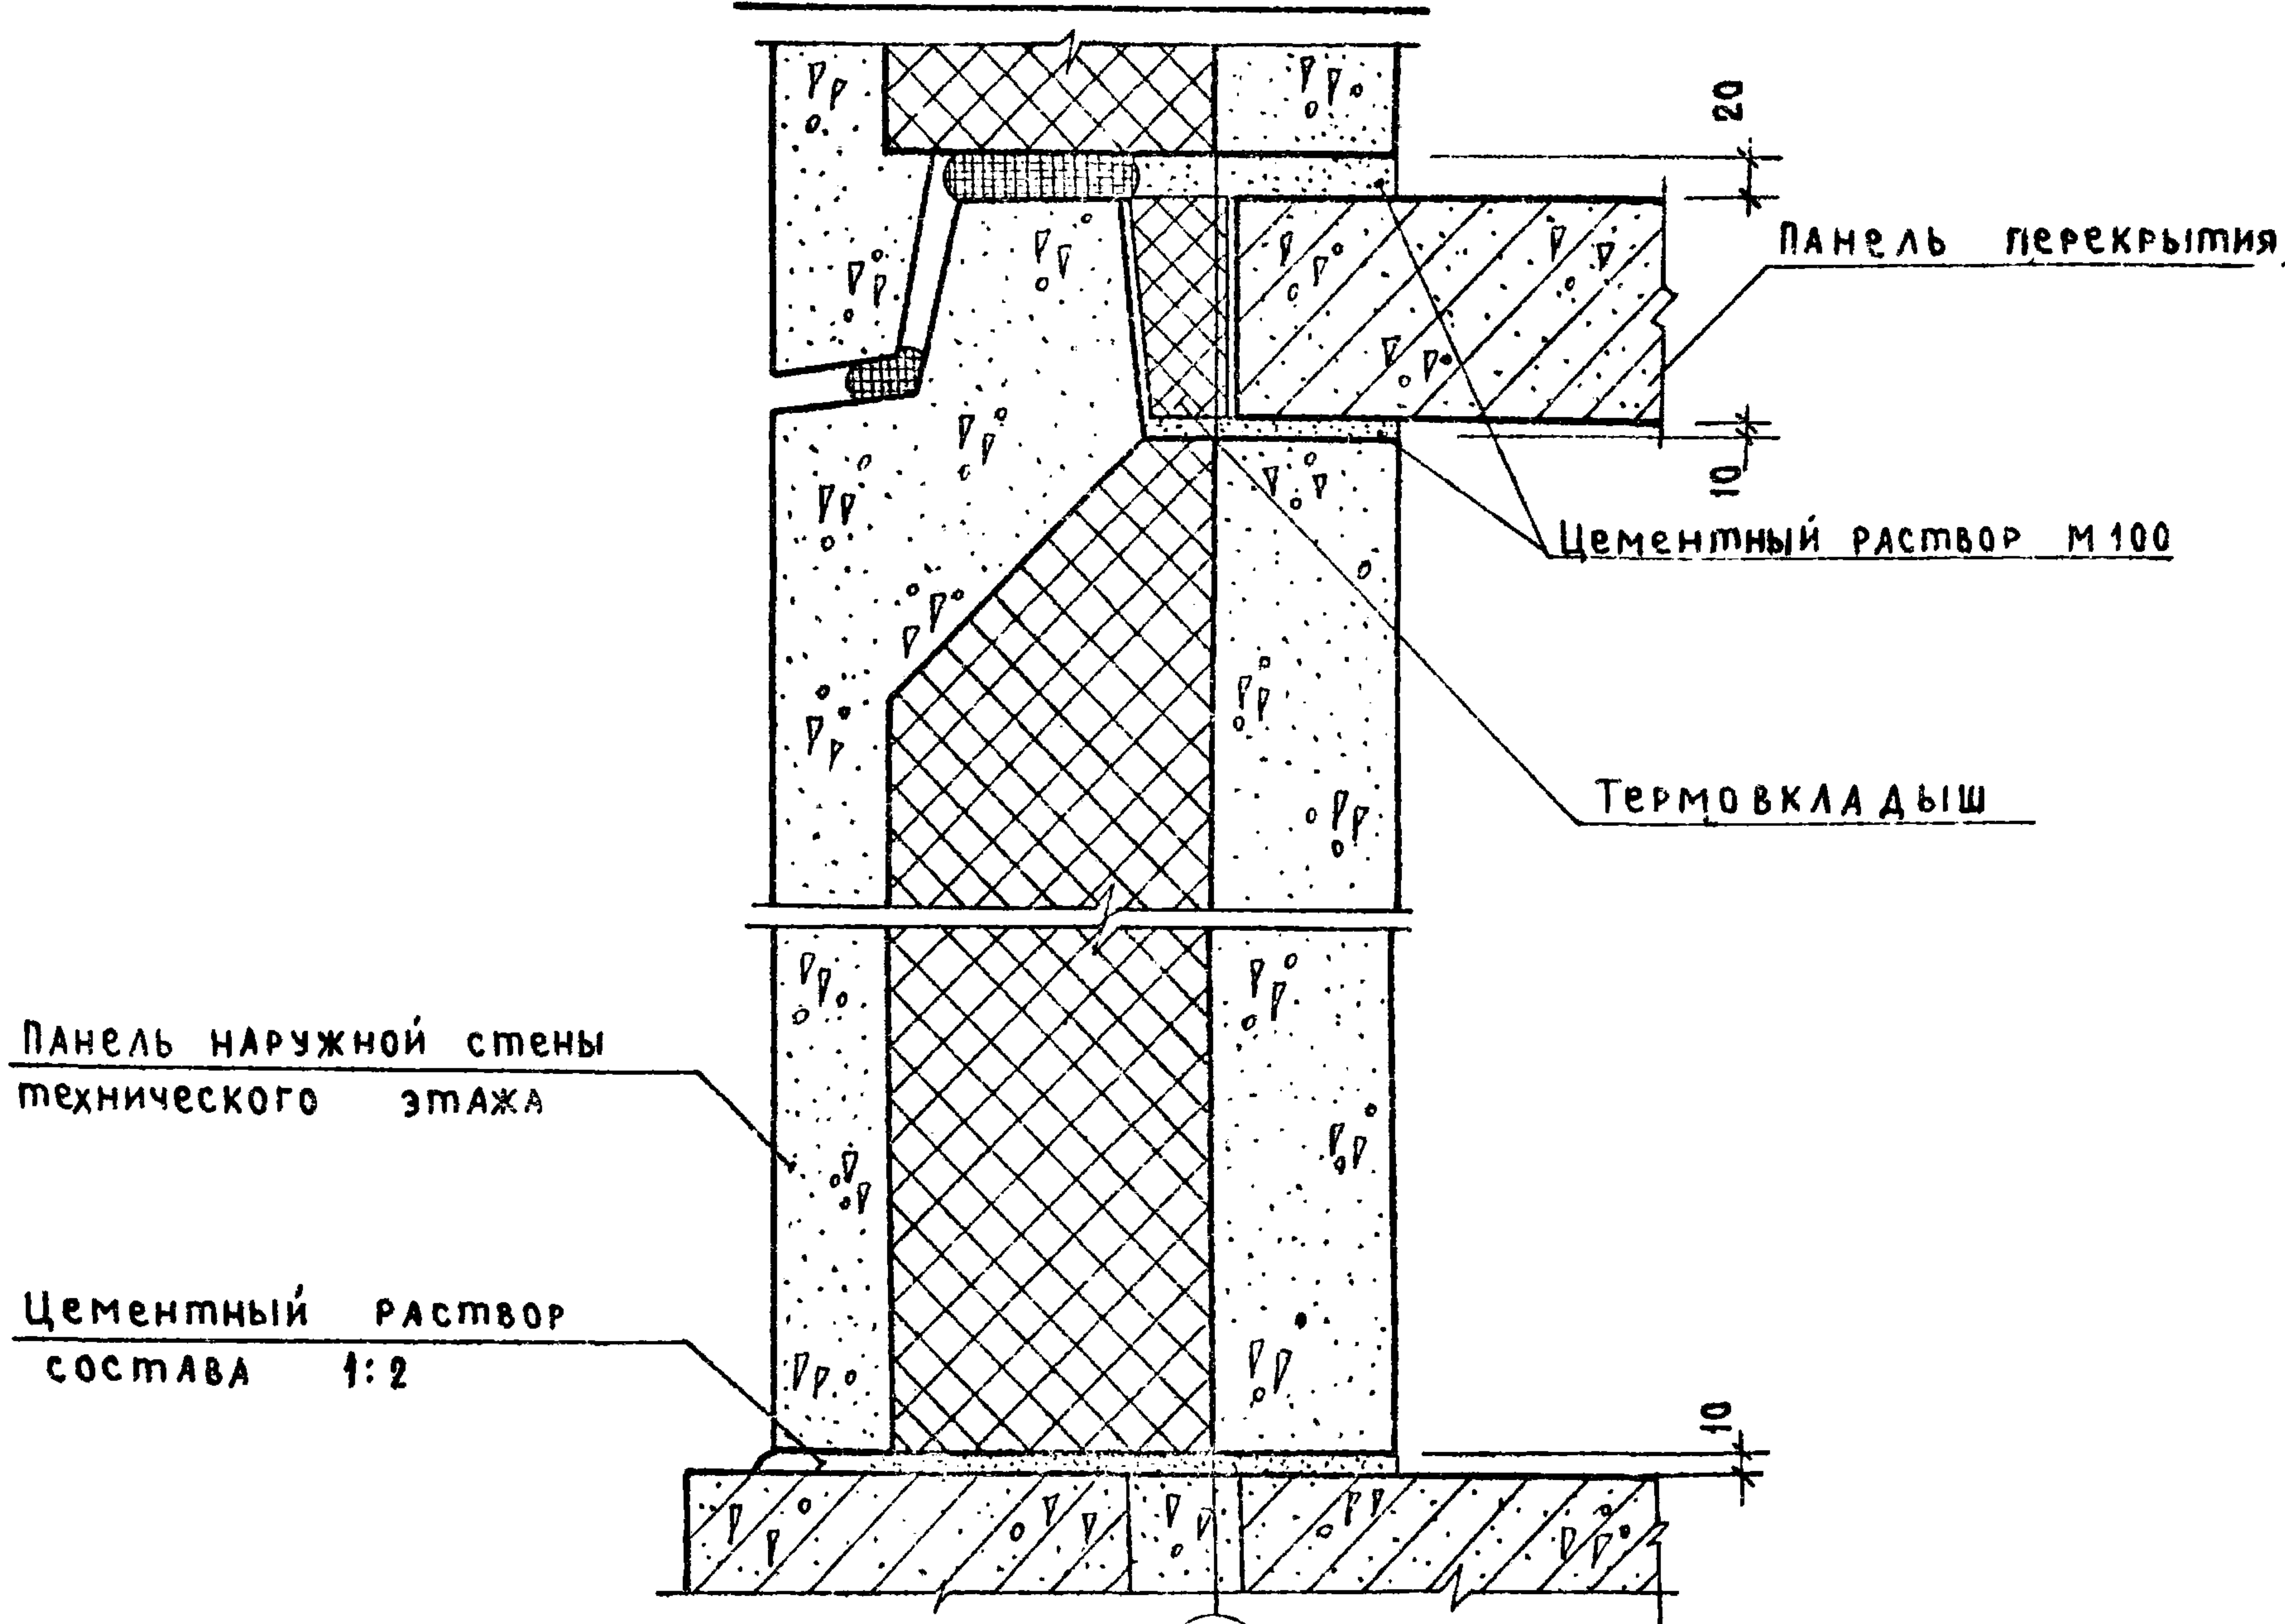 20
Панель перекрытия
10
Цементный раствор М 100
Термовкладыш
Панель наружной стены
технического этажа
Цементный раствор
состава 1:2
10